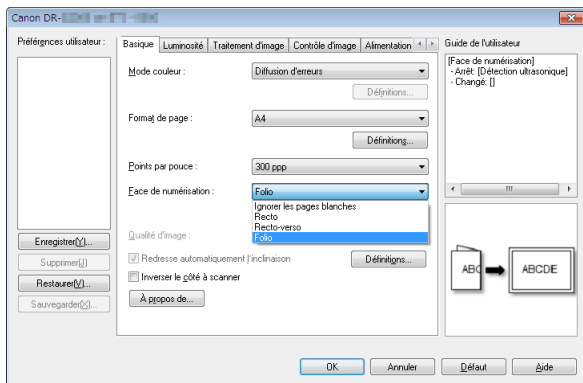 Canon DR-
Préférences utilisateur :
Basique
Luminosité
Traitement d'image
Contrôle d'image
Alimentation
Guide de l'utilisateur
[Face de numérisation]
- Arrêt: [Détection ultrasonique]
- Changé: []
Mode couleur :
Diffusion d'erreurs
Définitions...
Format de page :
A4
Définitions...
Points par pouce :
300 ppp
Face de numérisation :
Folio
Ignorer les pages blanches
Recto
Recto-verso
Folio
Qualité d'image :
Redresse automatiquement l'inclinaison
Définitions...
Inverser le côté à scanner
À propos de...
Enregistrer(Y)...
Supprimer(J)
Restaurer(V)...
Sauvegarder(X)...
ABC
ABCDE
OK
Annuler
Défaut
Aide